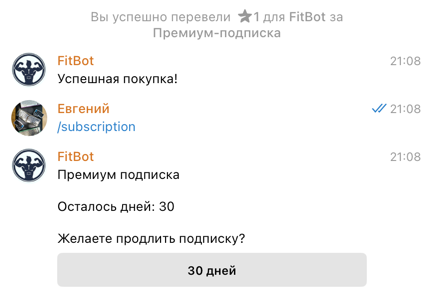 Вы успешно перевели ★1 для FitBot за
Премиум-подписка
FitBot 21:08
Успешная покупка!
Евгений 21:08
/subscription
FitBot 21:08
Премиум подписка
Осталось дней: 30
Желаете продлить подписку?
30 дней